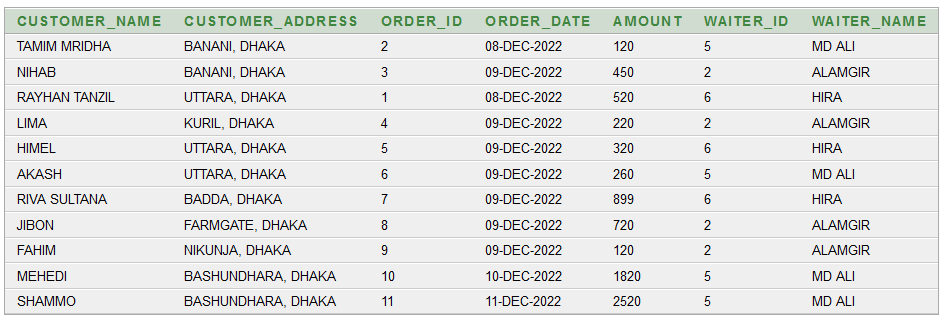 CUSTOMER_NAME CUSTOMER_ADDRESS ORDER_ID ORDER_DATE AMOUNT WAITER_ID WAITER_NAME
TAMIM MRIDHA BANANI, DHAKA 2 08-DEC-2022 120 5 MD ALI
NIHAB BANANI, DHAKA 3 09-DEC-2022 450 2 ALAMGIR
RAYHAN TANZIL UTTARA, DHAKA 1 08-DEC-2022 520 6 HIRA
LIMA KURIL, DHAKA 4 09-DEC-2022 220 2 ALAMGIR
HIMEL UTTARA, DHAKA 5 09-DEC-2022 320 6 HIRA
AKASH UTTARA, DHAKA 6 09-DEC-2022 260 5 MD ALI
RIVA SULTANA BADDA, DHAKA 7 09-DEC-2022 899 6 HIRA
JIBON FARMGATE, DHAKA 8 09-DEC-2022 720 2 ALAMGIR
FAHIM NIKUNJA, DHAKA 9 09-DEC-2022 120 2 ALAMGIR
MEHEDI BASHUNDHARA, DHAKA 10 10-DEC-2022 1820 5 MD ALI
SHAMMO BASHUNDHARA, DHAKA 11 11-DEC-2022 2520 5 MD ALI